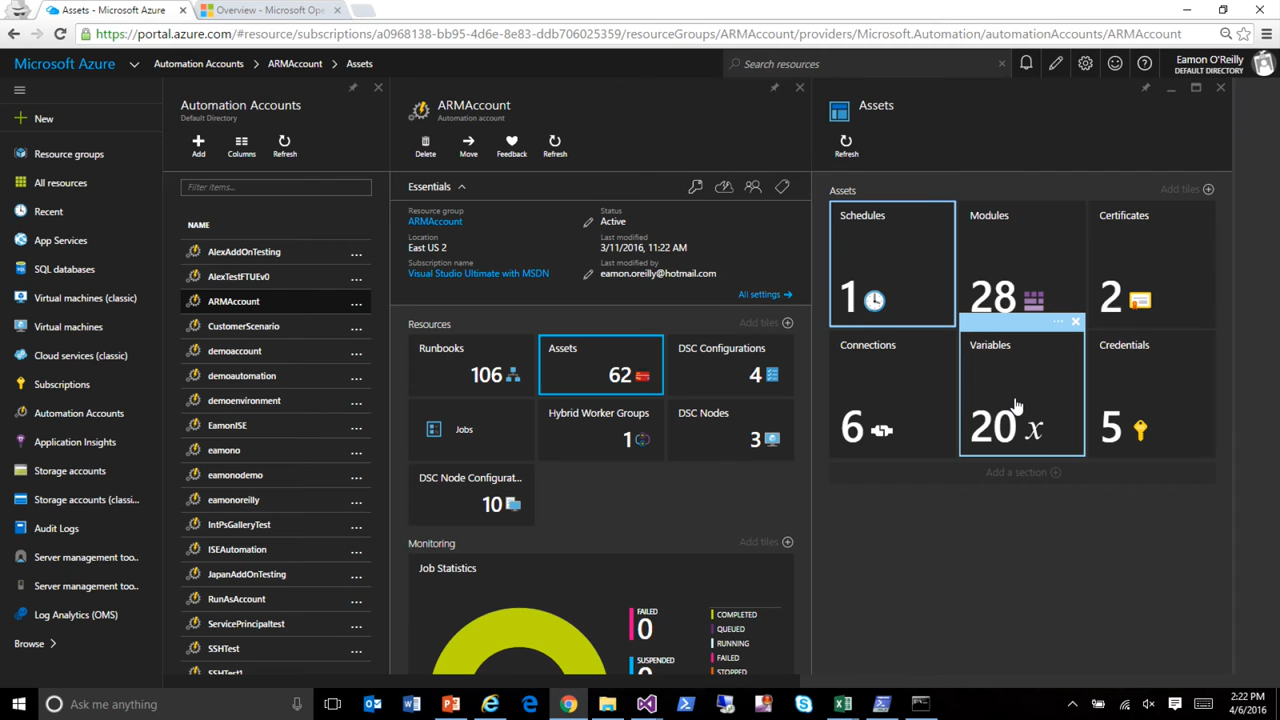 Assets - Microsoft Azure
Overview - Microsoft Ope
https://portal.azure.com/#resource/subscriptions/a0968138-bb95-4d6e-8e83-ddb706025359/resourceGroups/ARMAccount/providers/Microsoft.Automation/automationAccounts/ARMAccount
Microsoft Azure
Automation Accounts > ARMAccount > Assets
Search resources
Eamon O'Reilly
DEFAULT DIRECTORY
New
Resource groups
All resources
Recent
App Services
SQL databases
Virtual machines (classic)
Virtual machines
Cloud services (classic)
Subscriptions
Automation Accounts
Application Insights
Storage accounts
Storage accounts (classi...
Audit Logs
Server management too..
Server management too...
Log Analytics (OMS)
Browse >
Automation Accounts
Default Directory
Add
Columns
Refresh
Filter items...
NAME
AlexAddOnTesting ...
AlexTestFTUEv0 ...
ARMAccount ...
CustomerScenario ...
demoaccount ...
demoautomation ...
demoenvironment ...
EamonISE ...
eamono ...
eamonodemo ...
eamonoreilly ...
IntPsGalleryTest ...
ISEAutomation ...
JapanAddOnTesting ...
RunAsAccount ...
ServicePrincipaltest ...
SSHTest ...
SSHTest1 ...
ARMAccount
Automation account
Delete
Move
Feedback
Refresh
Essentials
Resource group
ARMAccount
Location
East US 2
Subscription name
Visual Studio Ultimate with MSDN
Status
Active
Last modified
3/11/2016, 11:22 AM
Last modified by
eamon.oreilly@hotmail.com
All settings →
Resources
Add tiles
Runbooks
106
Assets
62
DSC Configurations
4
Jobs
Hybrid Worker Groups
1
DSC Nodes
3
DSC Node Configurat...
10
Monitoring
Add tiles
Job Statistics
FAILED
0
SUSPENDED
COMPLETED
QUEUED
RUNNING
FAILED
STOPPED
Assets
Refresh
Assets
Add tiles
Schedules
1
Modules
28
Certificates
2
Connections
6
Variables
20 x
Credentials
5
Add a section
Ask me anything
2:22 PM
4/6/2016